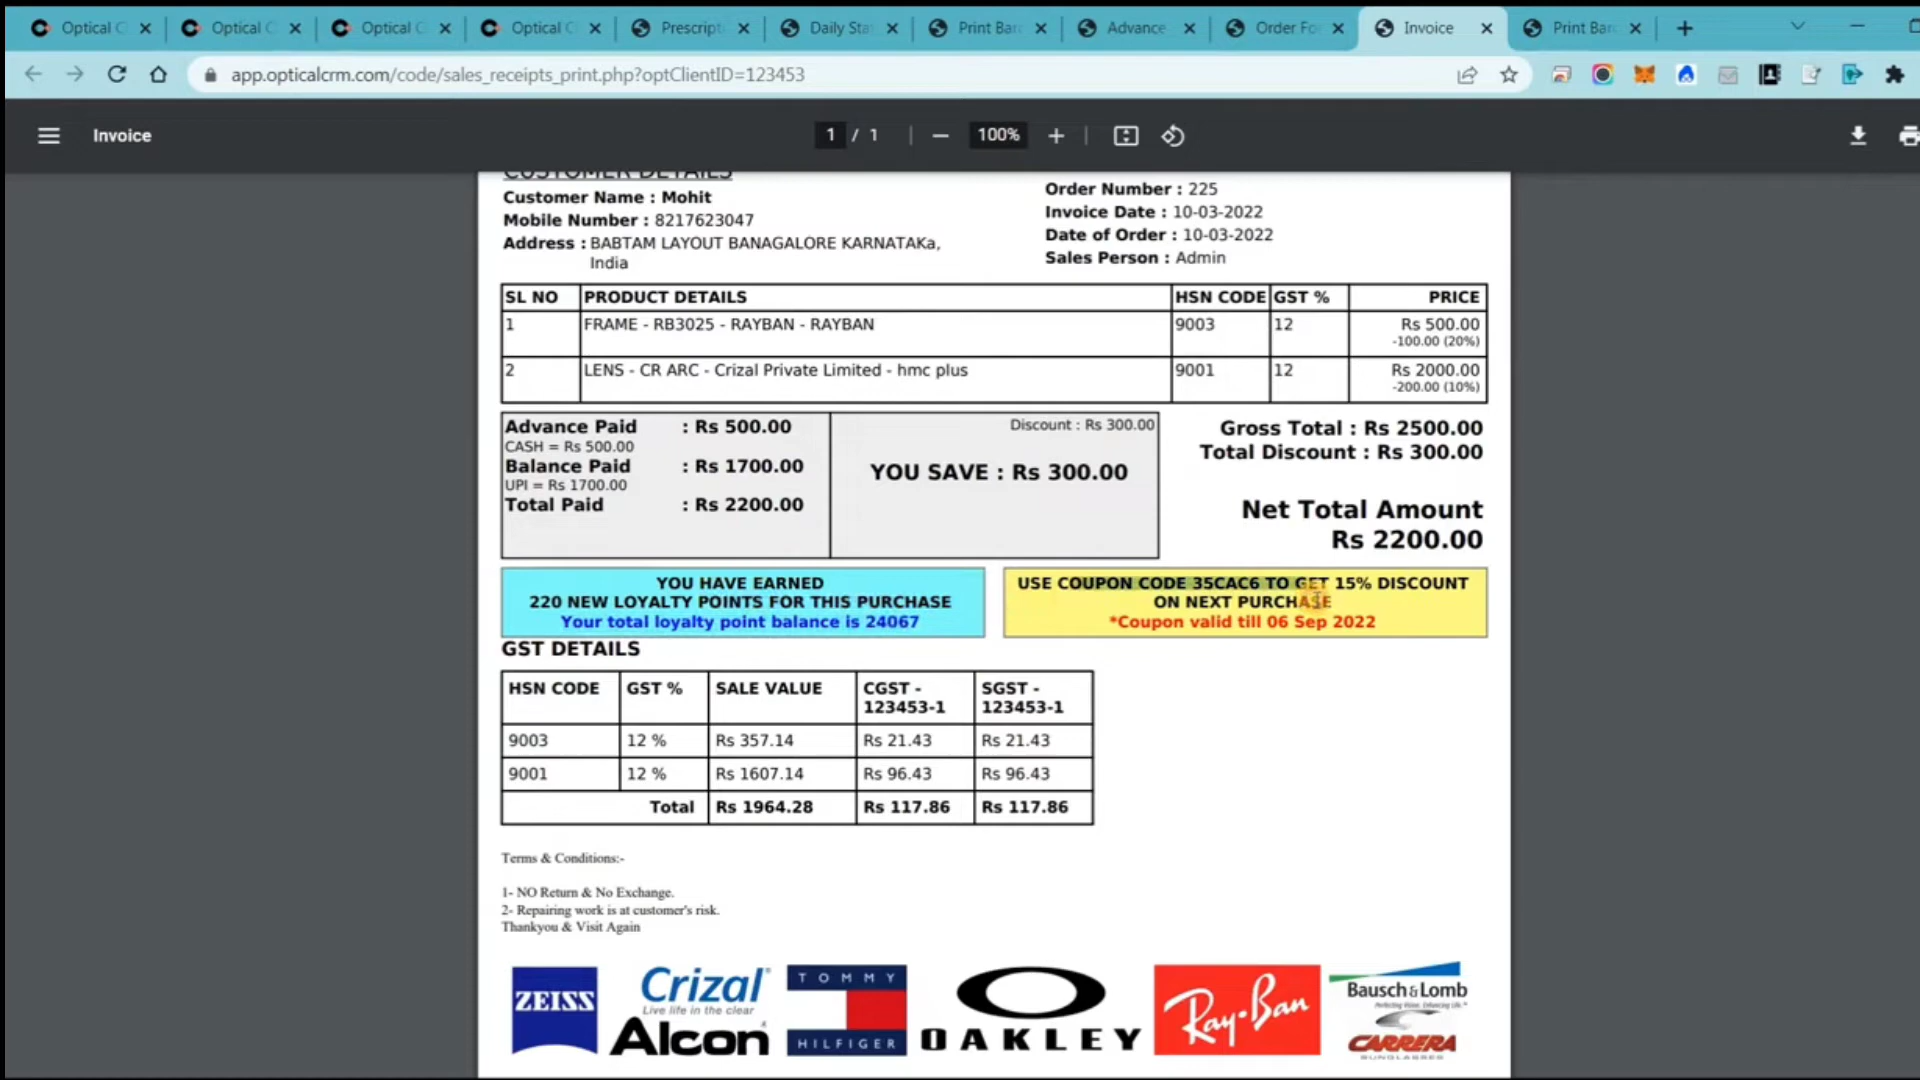 Optical C
Optical C
Optical C
Optical C
Prescript
Daily Sta
Print Bar
Advance
Order Fo
Invoice
Print Bar
app.opticalcrm.com/code/sales_receipts_print.php?optClientID=123453
Invoice
1 / 1
100%
CUSTOMER DETAILS
Customer Name : Mohit
Mobile Number : 8217623047
Address : BABTAM LAYOUT BANAGALORE KARNATAKa,
India
Order Number : 225
Invoice Date : 10-03-2022
Date of Order : 10-03-2022
Sales Person : Admin
SL NO PRODUCT DETAILS HSN CODE GST % PRICE
1 FRAME - RB3025 - RAYBAN - RAYBAN 9003 12 Rs 500.00
-100.00 (20%)
2 LENS - CR ARC - Crizal Private Limited - hmc plus 9001 12 Rs 2000.00
-200.00 (10%)
Advance Paid : Rs 500.00
CASH = Rs 500.00
Balance Paid : Rs 1700.00
UPI = Rs 1700.00
Total Paid : Rs 2200.00
Discount : Rs 300.00
YOU SAVE : Rs 300.00
Gross Total : Rs 2500.00
Total Discount : Rs 300.00
Net Total Amount
Rs 2200.00
YOU HAVE EARNED
220 NEW LOYALTY POINTS FOR THIS PURCHASE
Your total loyalty point balance is 24067
USE COUPON CODE 35CAC6 TO GET 15% DISCOUNT
ON NEXT PURCHASE
*Coupon valid till 06 Sep 2022
GST DETAILS
HSN CODE GST % SALE VALUE CGST - 123453-1 SGST - 123453-1
9003 12 % Rs 357.14 Rs 21.43 Rs 21.43
9001 12 % Rs 1607.14 Rs 96.43 Rs 96.43
Total Rs 1964.28 Rs 117.86 Rs 117.86
Terms & Conditions:-
1- NO Return & No Exchange.
2- Repairing work is at customer's risk.
Thankyou & Visit Again
ZEISS
Crizal
Live life in the clear
Alcon
TOMMY
HILFIGER
OAKLEY
Ray-Ban
Bausch & Lomb
Perfecting Vision. Enhancing Life.™
CARRERA
SUNGLASSES